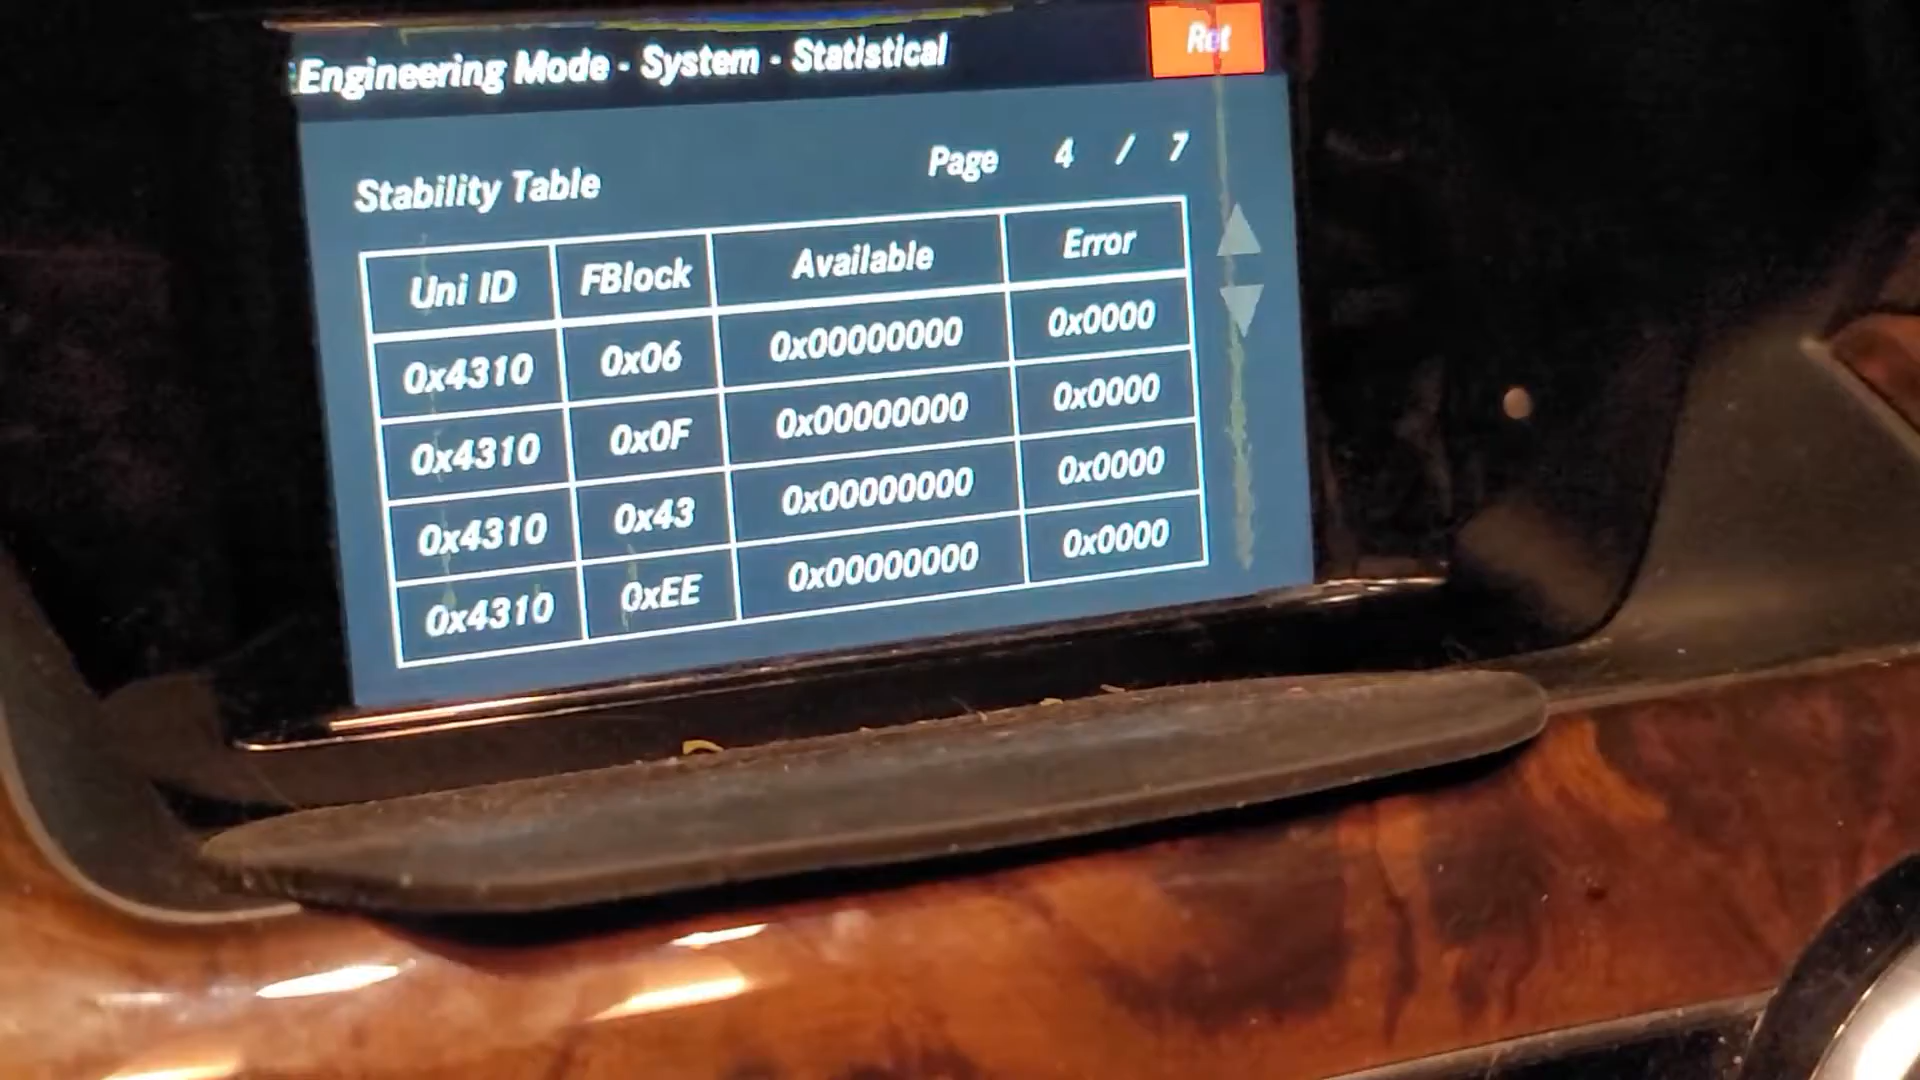 Engineering Mode - System - Statistical Ret
Stability Table Page 4 / 7
Uni ID FBlock Available Error
0x4310 0x06 0x00000000 0x0000
0x4310 0x0F 0x00000000 0x0000
0x4310 0x43 0x00000000 0x0000
0x4310 0xEE 0x00000000 0x0000